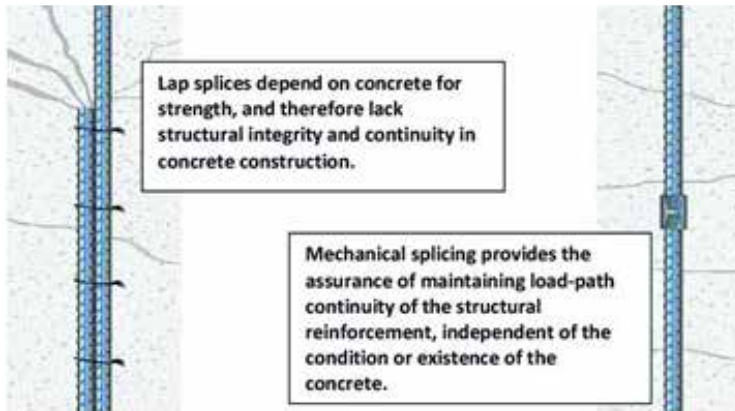 Lap splices depend on concrete for
strength, and therefore lack
structural integrity and continuity in
concrete construction.
Mechanical splicing provides the
assurance of maintaining load-path
continuity of the structural
reinforcement, independent of the
condition or existence of the
concrete.